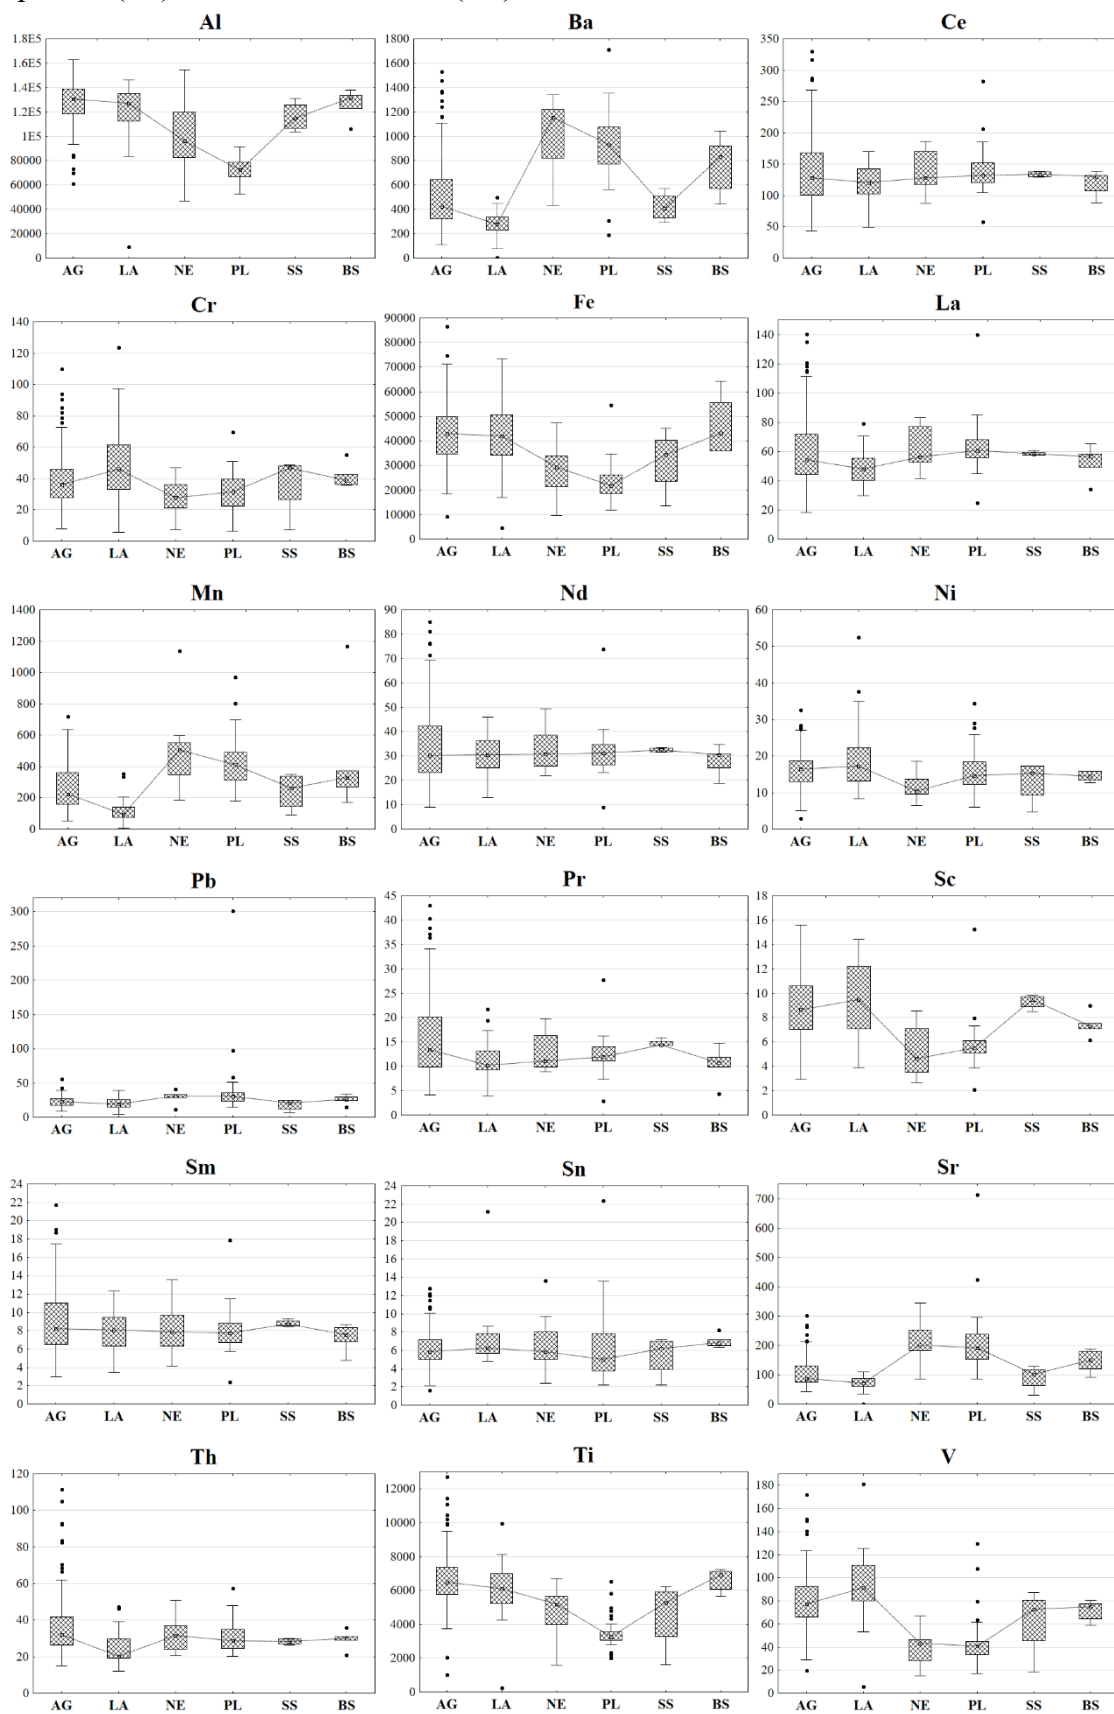 Al Ba Ce
1.8E5 1800 350
1.6E5 1600 300
1.4E5 1400 250
1.2E5 1200 200
1E5 1000 150
80000 800 100
60000 600 50
40000 400 0
20000 200
0 0
AG LA NE PL SS BS AG LA NE PL SS BS AG LA NE PL SS BS
Cr Fe La
140 90000 140
120 80000 120
100 70000 100
80 60000 80
60 50000 60
40 40000 40
20 30000 20
0 20000 0
10000
0
AG LA NE PL SS BS AG LA NE PL SS BS AG LA NE PL SS BS
Mn Nd Ni
1400 90 60
1200 80 50
1000 70 40
800 60 30
600 50 20
400 40 10
200 30 0
0 20
10
0
AG LA NE PL SS BS AG LA NE PL SS BS AG LA NE PL SS BS
Pb Pr Sc
300 45 18
250 40 16
200 35 14
150 30 12
100 25 10
50 20 8
0 15 6
10 4
5 2
0 0
AG LA NE PL SS BS AG LA NE PL SS BS AG LA NE PL SS BS
Sm Sn Sr
24 24 700
22 22 600
20 20 500
18 18 400
16 16 300
14 14 200
12 12 100
10 10 0
8 8
6 6
4 4
2 2
0 0
AG LA NE PL SS BS AG LA NE PL SS BS AG LA NE PL SS BS
Th Ti V
120 12000 180
100 10000 160
80 8000 140
60 6000 120
40 4000 100
20 2000 80
0 0 60
40
20
0
AG LA NE PL SS BS AG LA NE PL SS BS AG LA NE PL SS BS